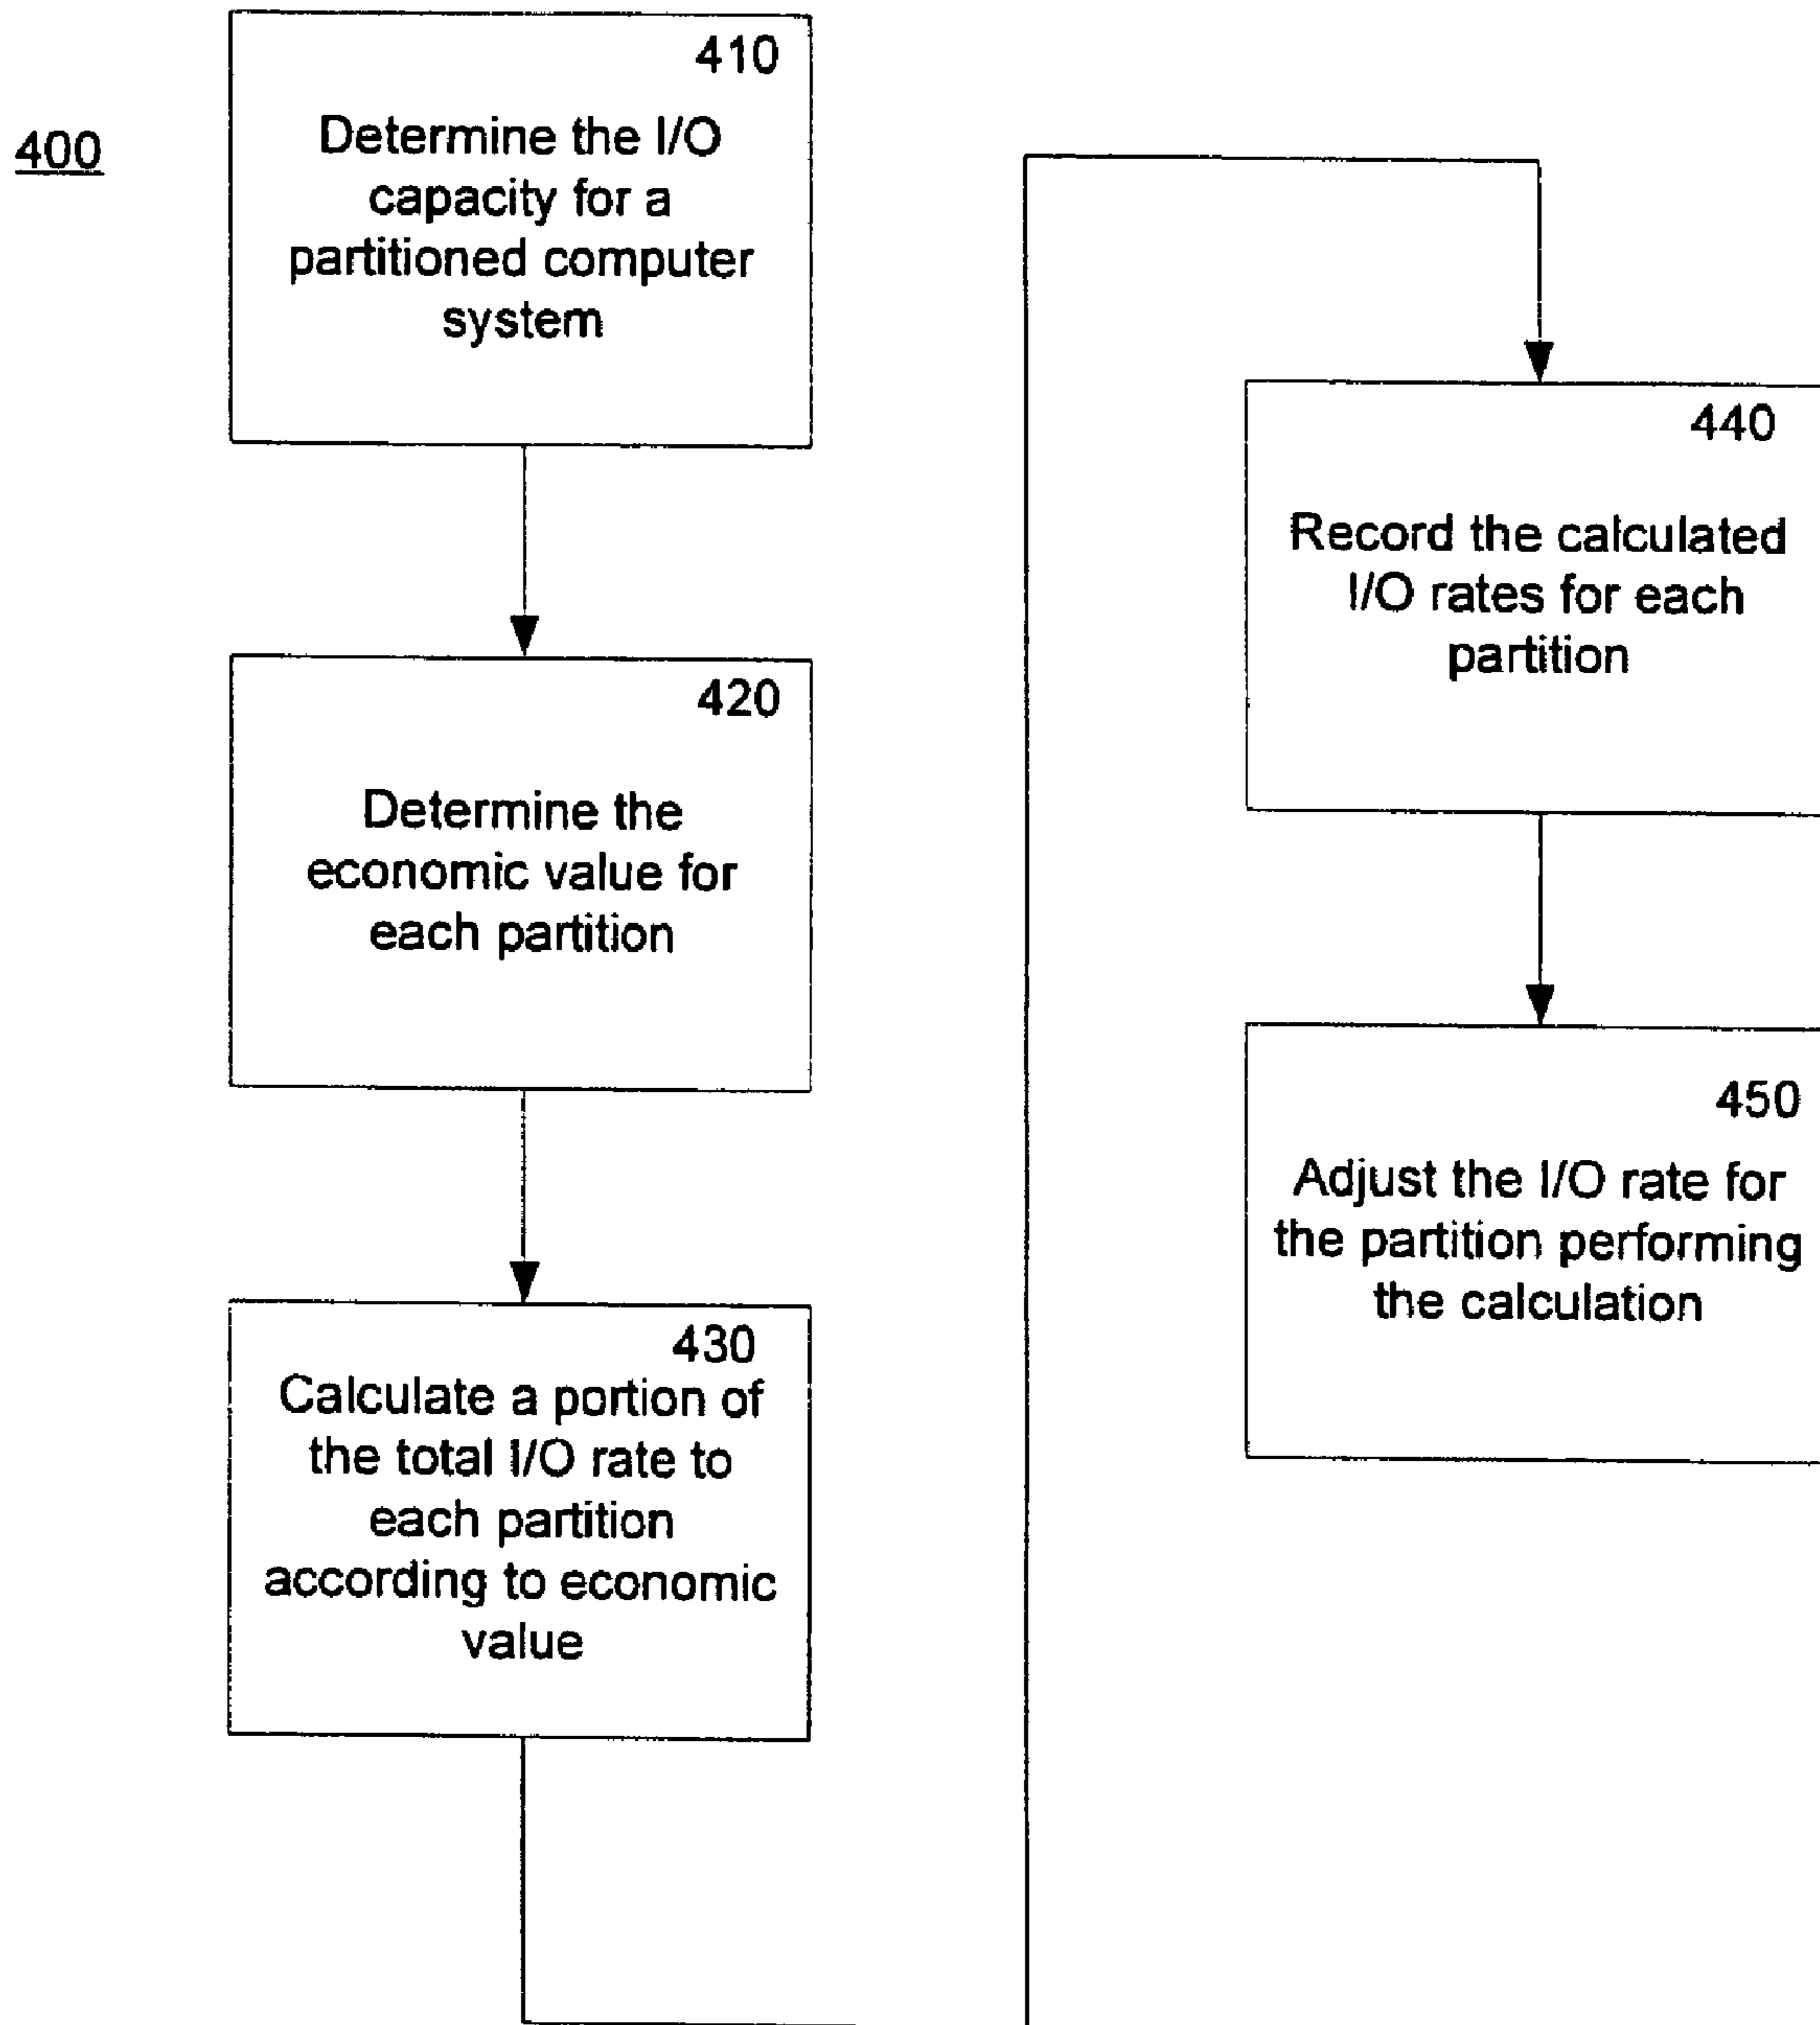 400
410
Determine the I/O
capacity for a
partitioned computer
system
420
Determine the
economic value for
each partition
430
Calculate a portion of
the total I/O rate to
each partition
according to economic
value
440
Record the calculated
I/O rates for each
partition
450
Adjust the I/O rate for
the partition performing
the calculation